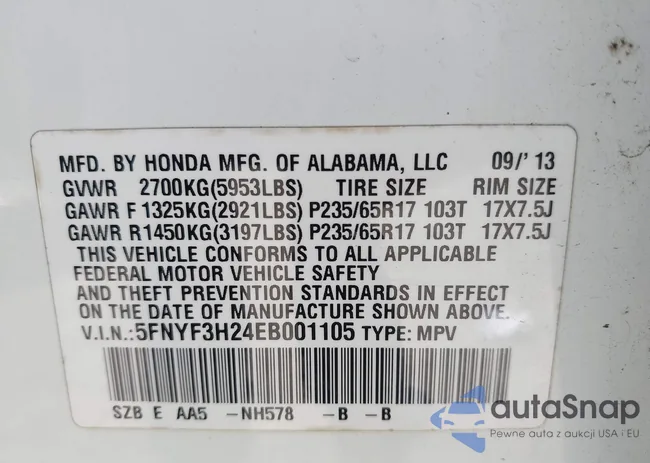 MFD. BY HONDA MFG. OF ALABAMA, LLC 09/'13
GVWR 2700KG(5953LBS) TIRE SIZE RIM SIZE
GAWR F 1325KG(2921LBS) P235/65R17 103T 17X7.5J
GAWR R1450KG(3197LBS) P235/65R17 103T 17X7.5J
THIS VEHICLE CONFORMS TO ALL APPLICABLE
FEDERAL MOTOR VEHICLE SAFETY
AND THEFT PREVENTION STANDARDS IN EFFECT
ON THE DATE OF MANUFACTURE SHOWN ABOVE.
V.I.N.:5FNYF3H24EB001105 TYPE: MPV
SZB E AA5 -NH578 -B -B
autaSnap
Pewne auta z aukcji USA i EU